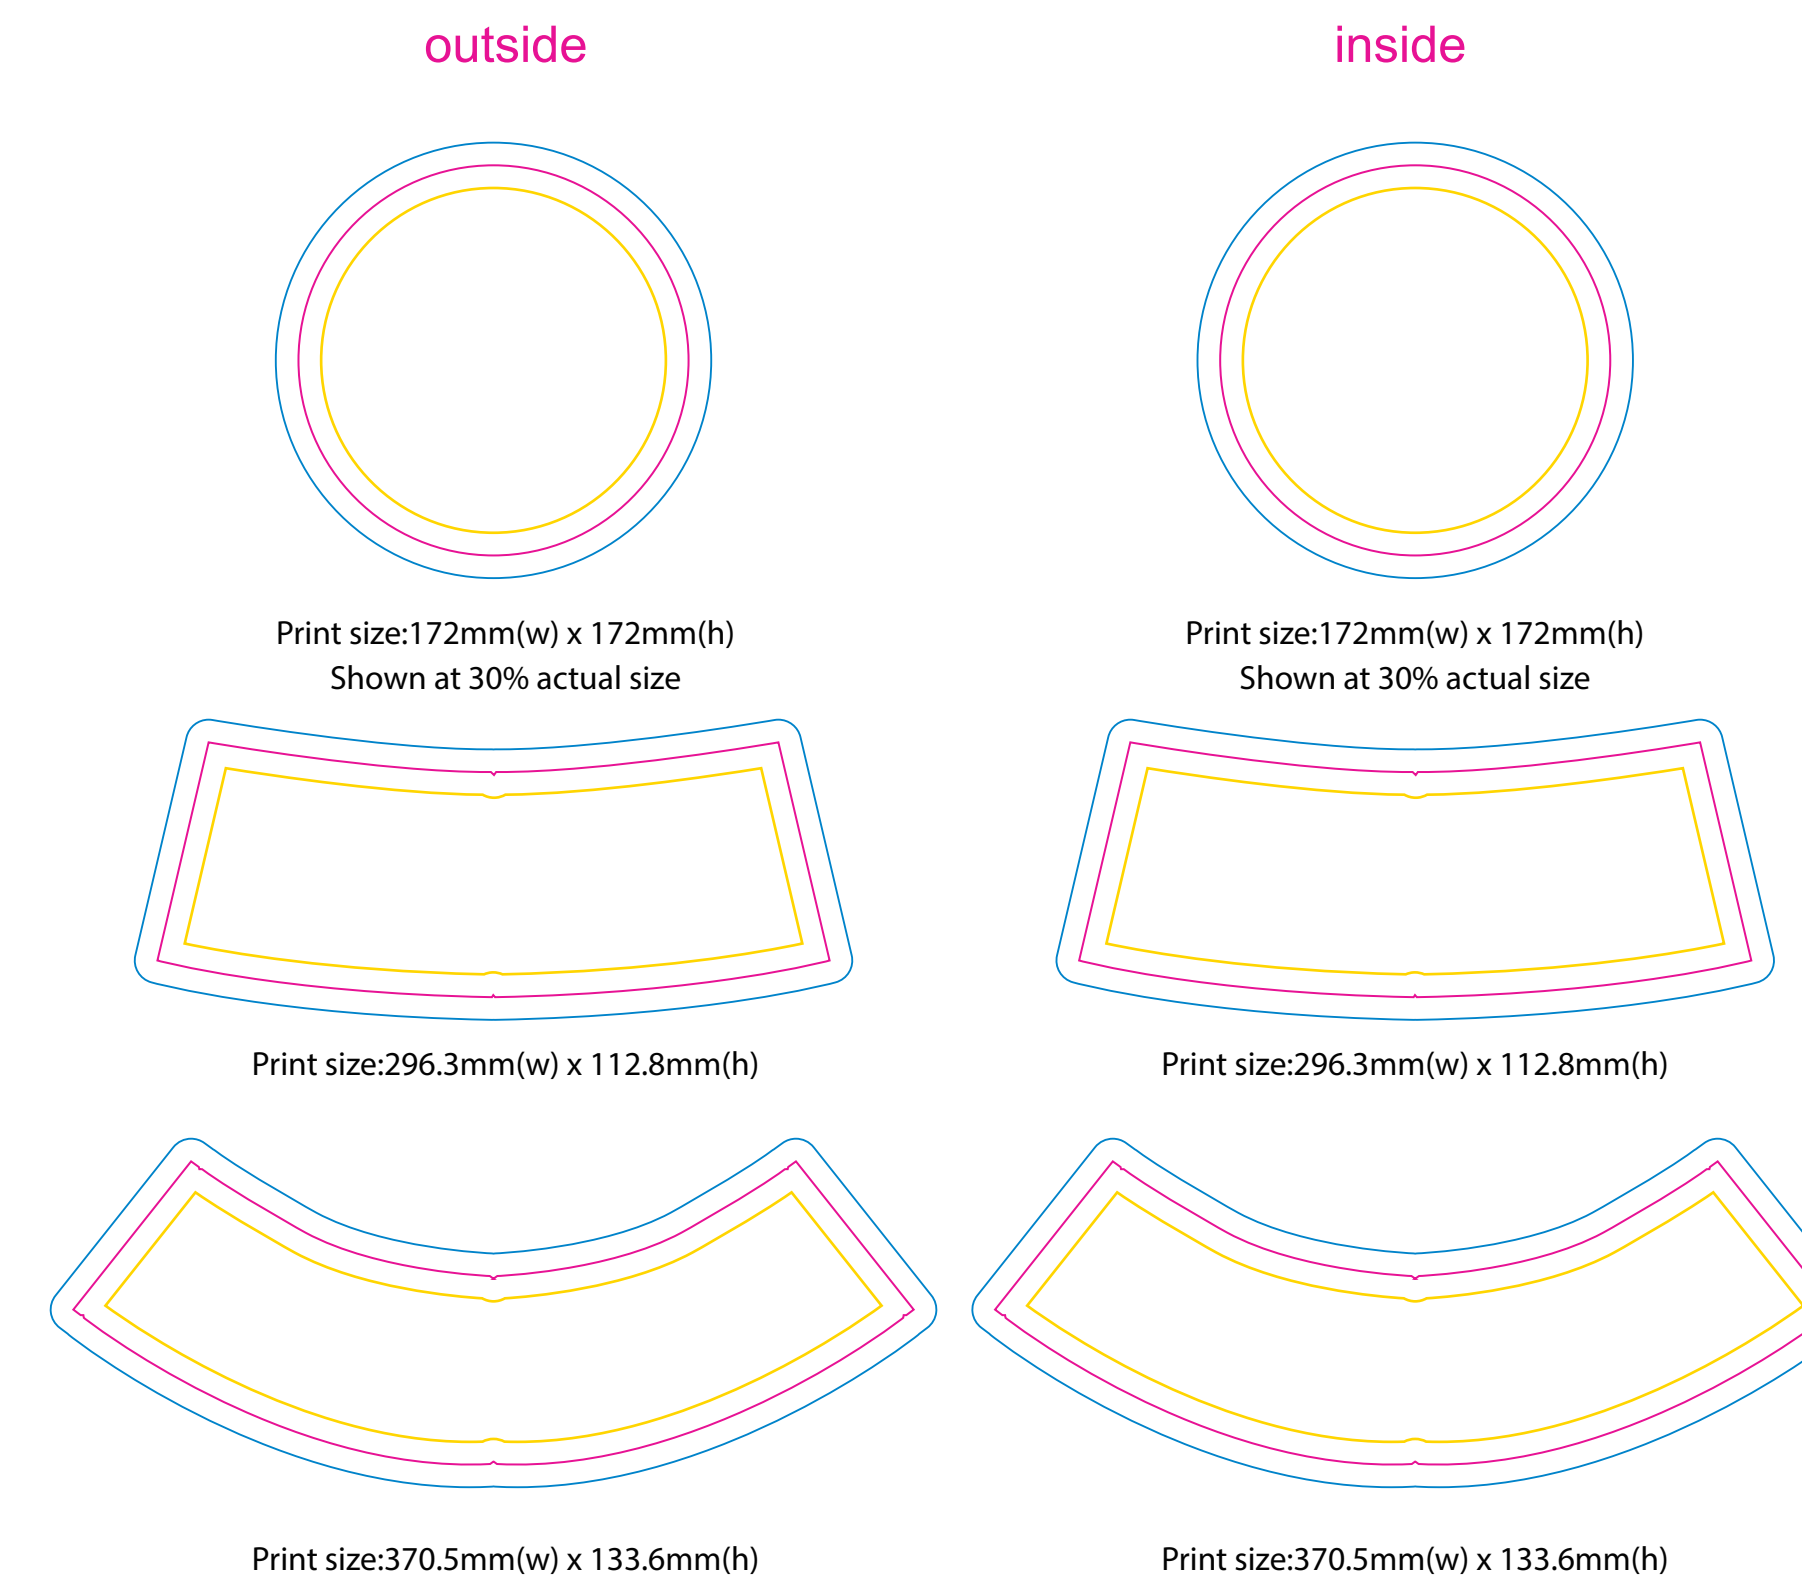 outside
inside
Print size:172mm(w) x 172mm(h)
Shown at 30% actual size
Print size:172mm(w) x 172mm(h)
Shown at 30% actual size
Print size:296.3mm(w) x 112.8mm(h)
Print size:296.3mm(w) x 112.8mm(h)
Print size:370.5mm(w) x 133.6mm(h)
Print size:370.5mm(w) x 133.6mm(h)